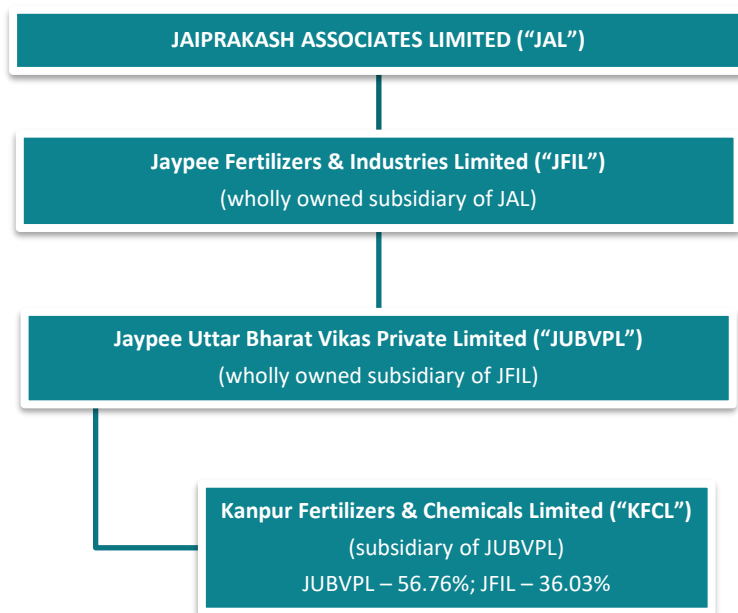 JAIPRAKASH ASSOCIATES LIMITED (“JAL”)
Jaypee Fertilizers & Industries Limited (“JFIL”)
(wholly owned subsidiary of JAL)
Jaypee Uttar Bharat Vikas Private Limited (“JUBVPL”)
(wholly owned subsidiary of JFIL)
Kanpur Fertilizers & Chemicals Limited (“KFCL”)
(subsidiary of JUBVPL)
JUBVPL – 56.76%; JFIL – 36.03%